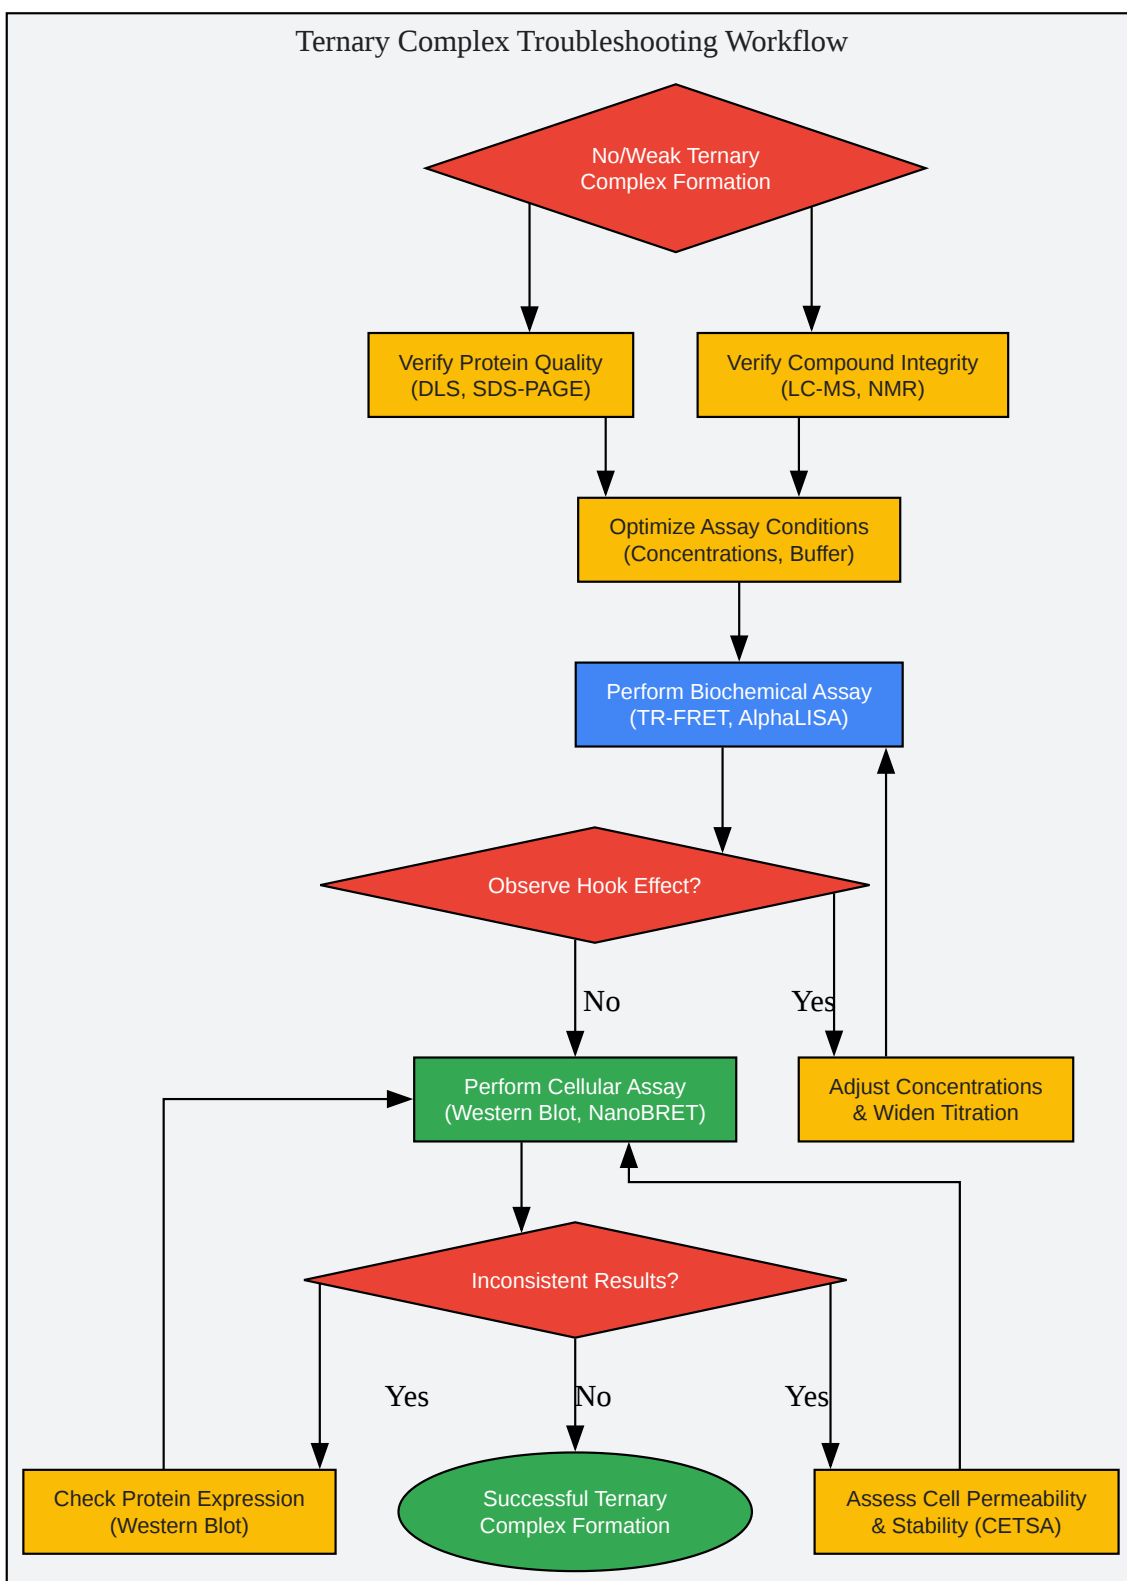 Ternary Complex Troubleshooting Workflow
No/Weak Ternary
Complex Formation
Verify Protein Quality
(DLS, SDS-PAGE)
Verify Compound Integrity
(LC-MS, NMR)
Optimize Assay Conditions
(Concentrations, Buffer)
Perform Biochemical Assay
(TR-FRET, AlphaLISA)
Observe Hook Effect?
No
Yes
Perform Cellular Assay
(Western Blot, NanoBRET)
Adjust Concentrations
& Widen Titration
Inconsistent Results?
Yes
No
Yes
Check Protein Expression
(Western Blot)
Successful Ternary
Complex Formation
Assess Cell Permeability
& Stability (CETSA)